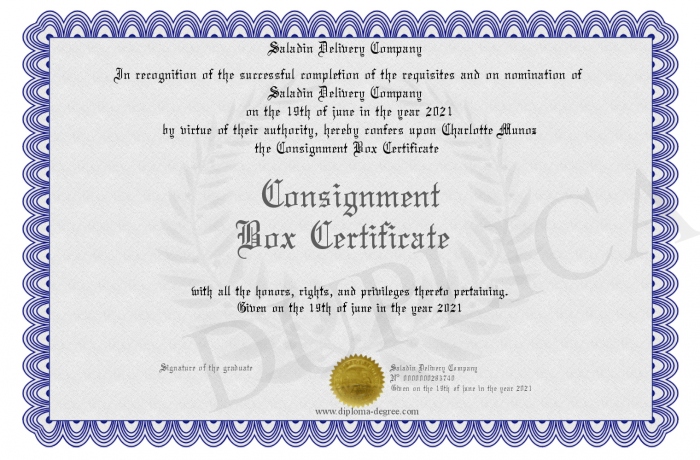 Saladin Delivery Company
In recognition of the successful completion of the requisites and on nomination of
Saladin Delivery Company
on the 19th of june in the year 2021
by virtue of their authority, hereby confers upon Charlotte Munoz
the Consignment Box Certificate
Consignment
Box Certificate
with all the honors, rights, and privileges thereto pertaining.
Given on the 19th of june in the year 2021
DUPLICA
Signature of the graduate
Saladin Delivery Company
Nº 0000000283740
Given on the 19th of june in the year 2021
www.diploma-degree.com